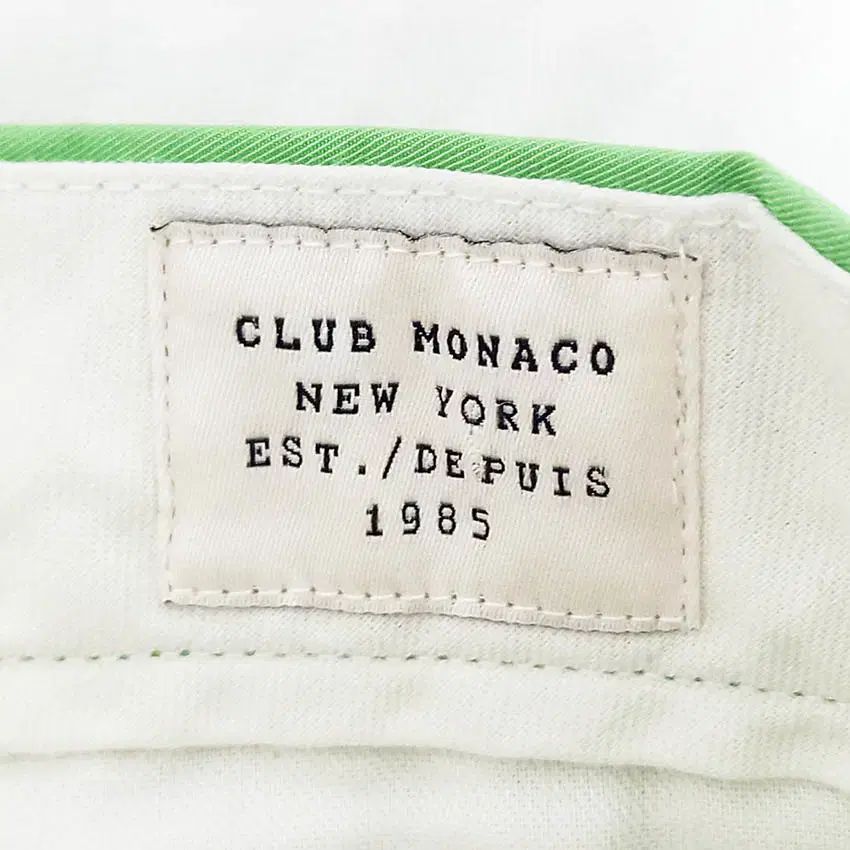 CLUB MONACO
NEW YORK
EST./DEPUIS
1985